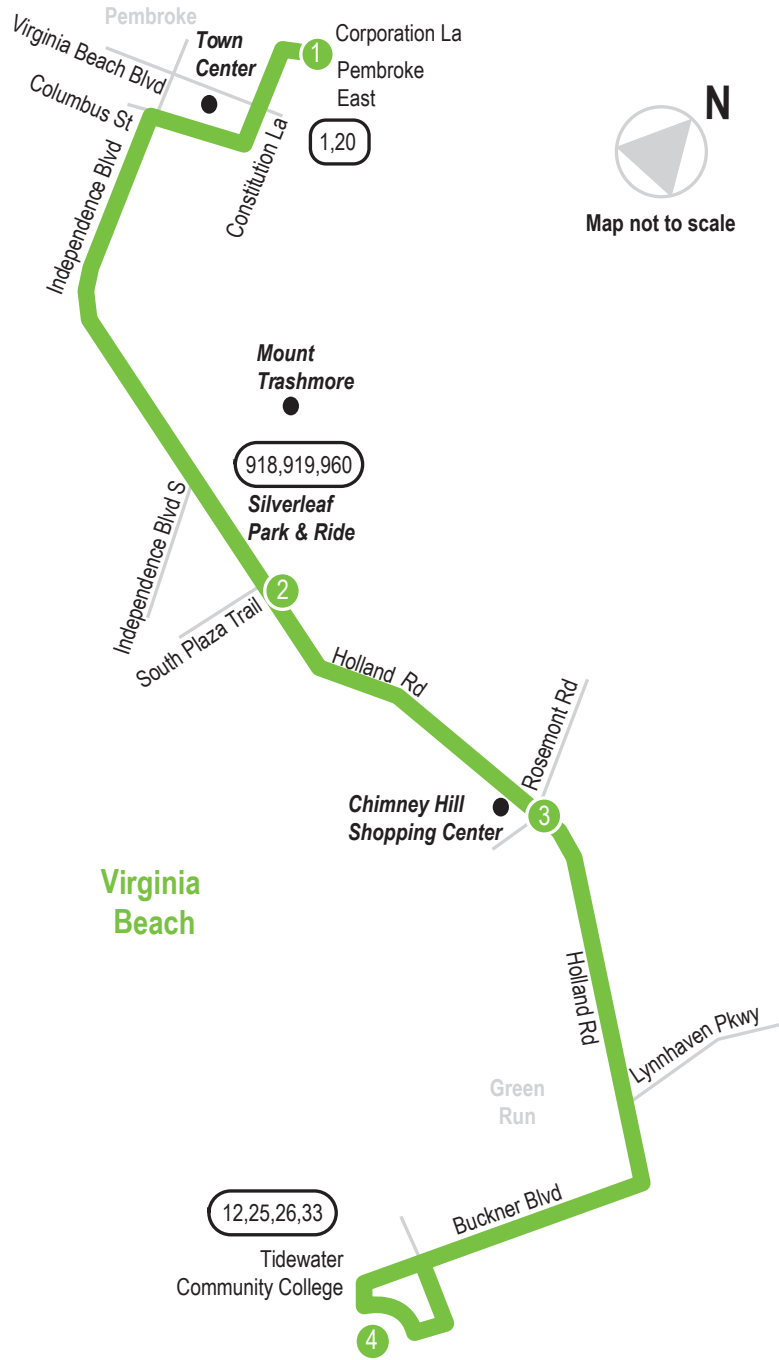 Pembroke
Virginia Beach Blvd
Town
Center
1
Corporation La
Pembroke
East
1,20
Columbus St
Constitution La
Independence Blvd
N
Map not to scale
Mount
Trashmore
918,919,960
Silverleaf
Park & Ride
Independence Blvd S
2
South Plaza Trail
Holland Rd
Rosemont Rd
Chimney Hill
Shopping Center
3
Virginia
Beach
Holland Rd
Lynnhaven Pkwy
Green
Run
Buckner Blvd
12,25,26,33
Tidewater
Community College
4